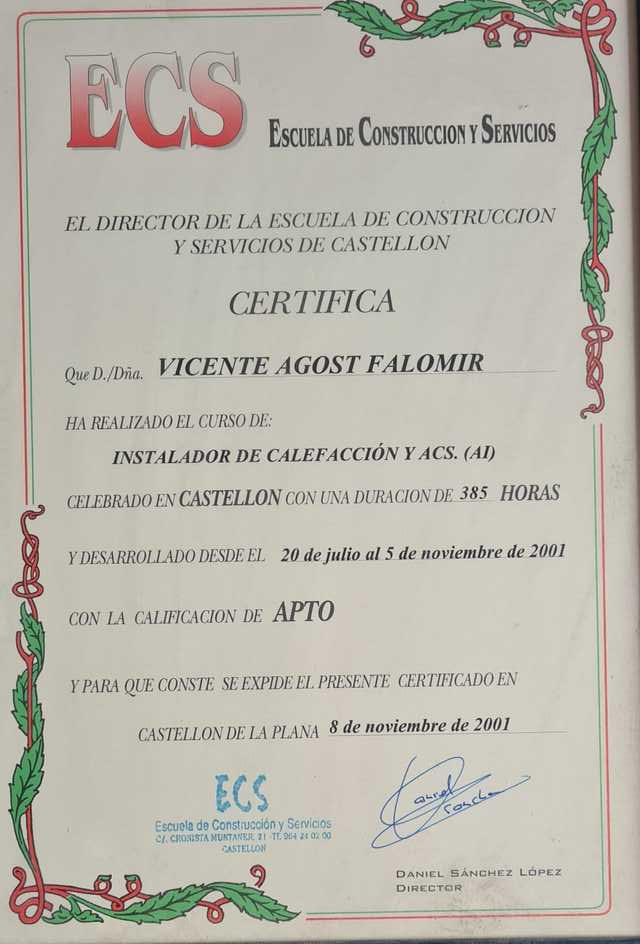 ECS
ESCUELA DE CONSTRUCCION Y SERVICIOS
EL DIRECTOR DE LA ESCUELA DE CONSTRUCCION
Y SERVICIOS DE CASTELLON
CERTIFICA
Que D./Dña. VICENTE AGOST FALOMIR
HA REALIZADO EL CURSO DE:
INSTALADOR DE CALEFACCIÓN Y ACS. (AI)
CELEBRADO EN CASTELLON CON UNA DURACION DE 385 HORAS
Y DESARROLLADO DESDE EL 20 de julio al 5 de noviembre de 2001
CON LA CALIFICACION DE APTO
Y PARA QUE CONSTE SE EXPIDE EL PRESENTE CERTIFICADO EN
CASTELLON DE LA PLANA 8 de noviembre de 2001
ECS
Escuela de Construcción y Servicios
C/. CRONISTA MUNTANER, 21 -Tl. 964 24 02 00
CASTELLON
Daniel
Sanchez
DANIEL SÁNCHEZ LÓPEZ
DIRECTOR